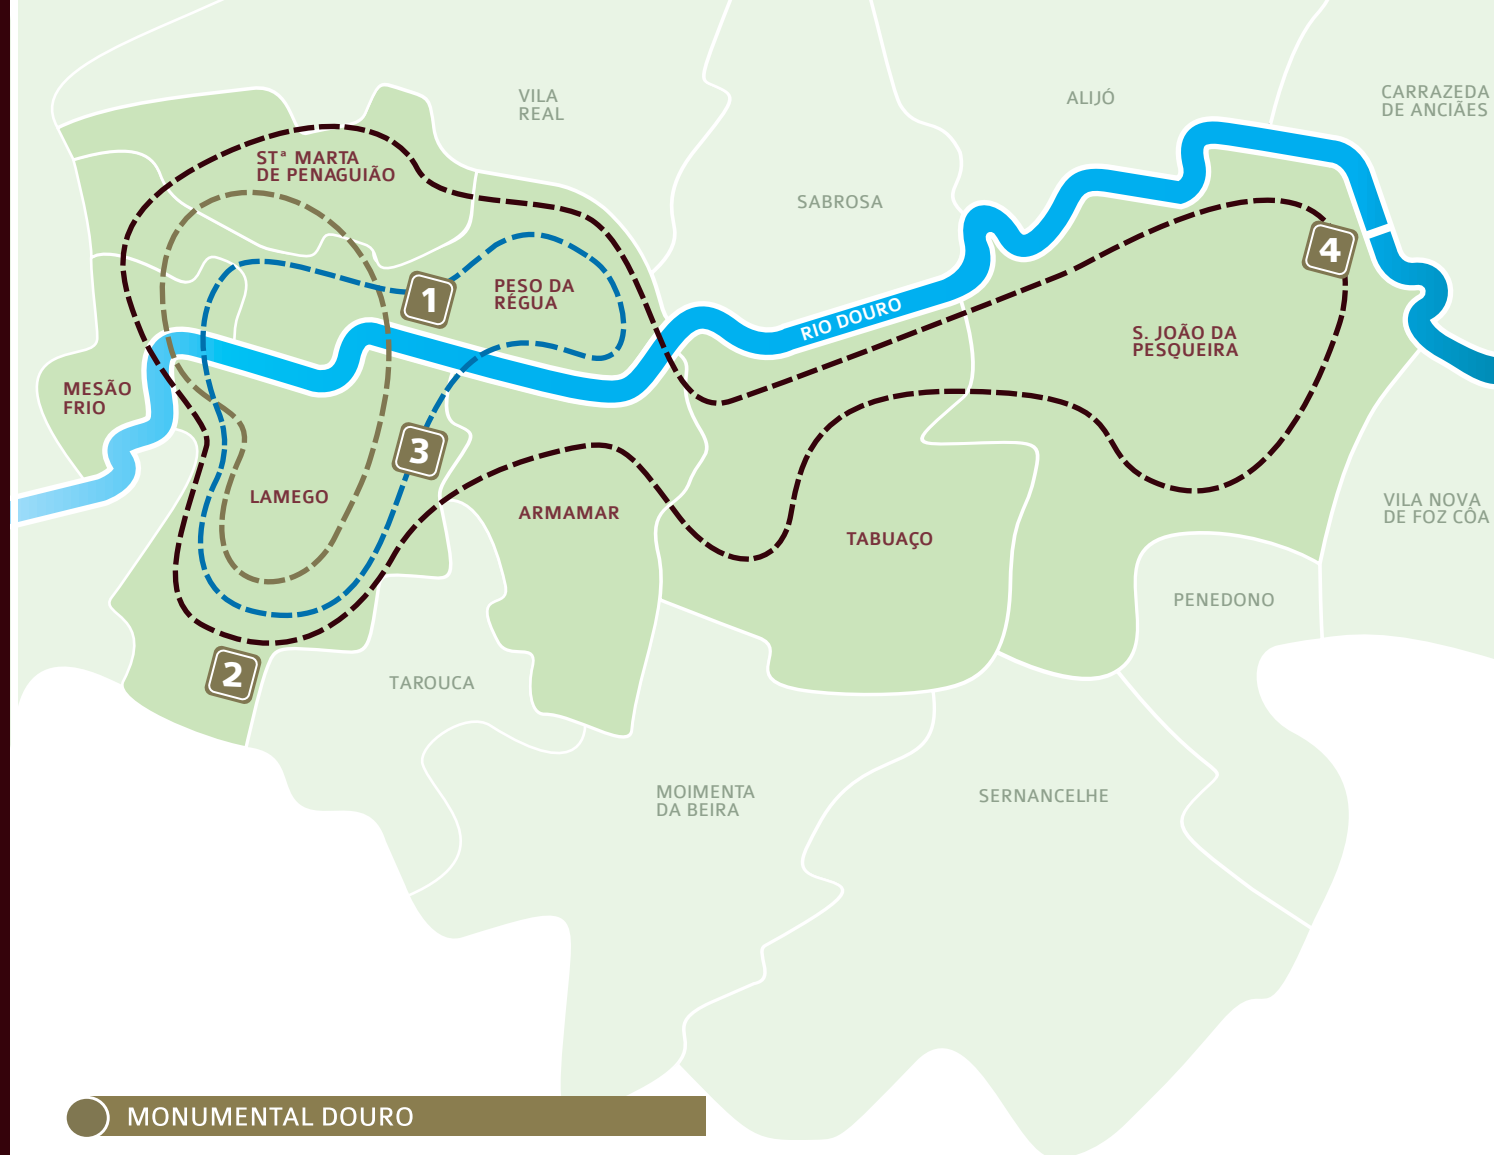 VILA
REAL
ALIJÓ
CARRAZEDA
DE ANCIÃES
STª MARTA
DE PENAGUIÃO
SABROSA
4
1
PESO DA
RÉGUA
RIO DOURO
S. JOÃO DA
PESQUEIRA
MESÃO
FRIO
3
LAMEGO
ARMAMAR
TABUAÇO
VILA NOVA
DE FOZ CÔA
PENEDONO
2
TAROUCA
MOIMENTA
DA BEIRA
SERNANCELHE
MONUMENTAL DOURO